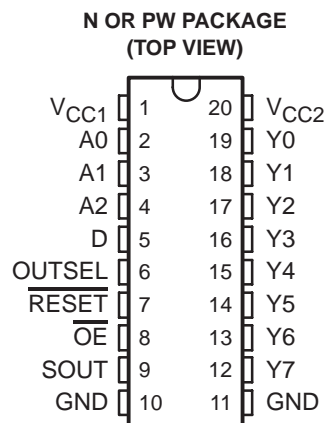 N OR PW PACKAGE
(TOP VIEW)
VCC1 1 20 VCC2
A0 2 19 Y0
A1 3 18 Y1
A2 4 17 Y2
D 5 16 Y3
OUTSEL 6 15 Y4
RESET 7 14 Y5
OE 8 13 Y6
SOUT 9 12 Y7
GND 10 11 GND